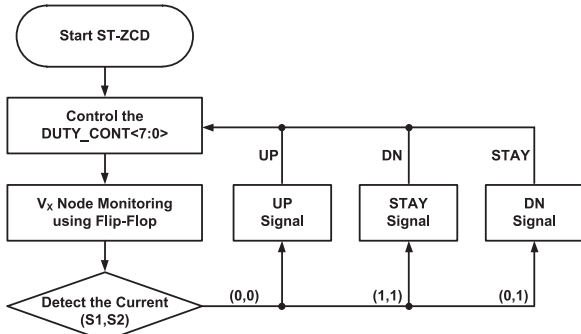 Start ST-ZCD
Control the
DUTY_CONT<7:0>
UP
DN
STAY
VX Node Monitoring
using Flip-Flop
UP
Signal
STAY
Signal
DN
Signal
Detect the Current
(S1,S2)
(0,0)
(1,1)
(0,1)